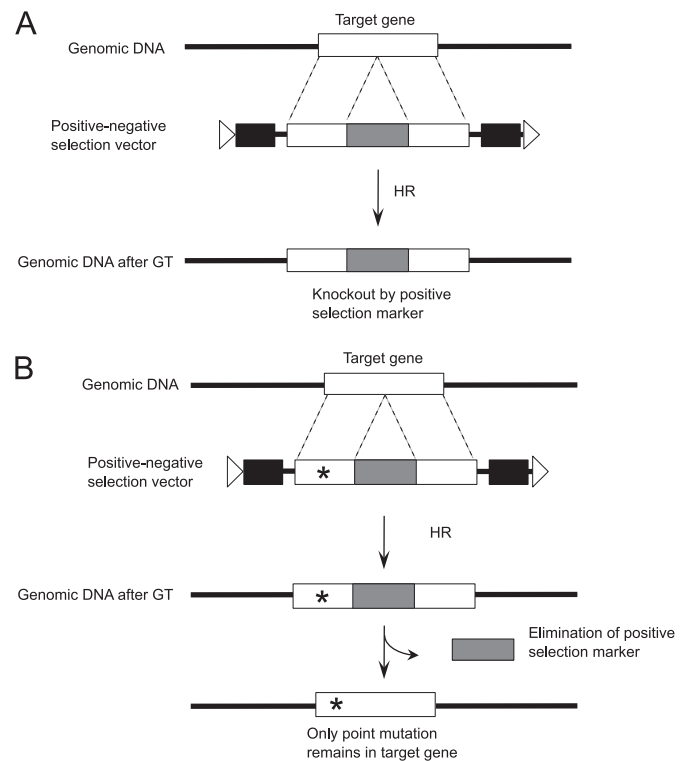 A
Target gene
Genomic DNA
Positive-negative
selection vector
HR
Genomic DNA after GT
Knockout by positive
selection marker
B
Target gene
Genomic DNA
Positive-negative
selection vector
*
HR
Genomic DNA after GT
*
Elimination of positive
selection marker
*
Only point mutation
remains in target gene